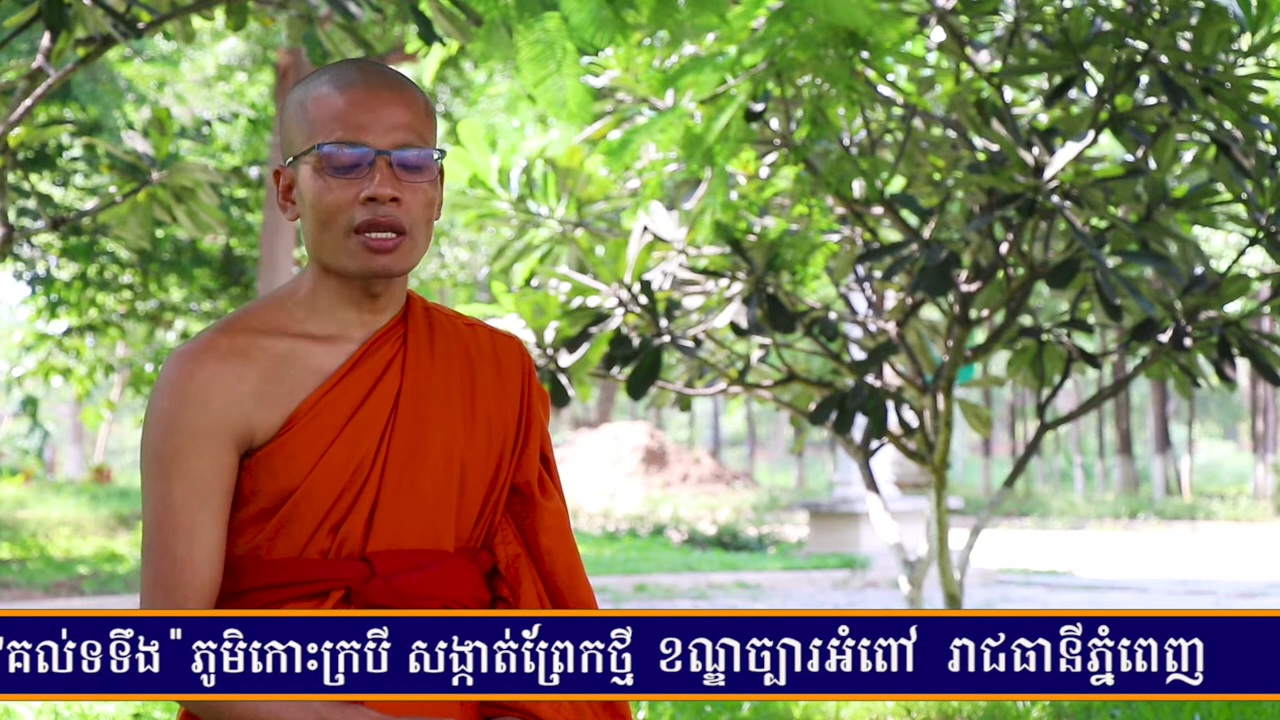 "គល់ទទឹង" ភូមិកោះក្របី សង្កាត់ព្រែកថ្មី ខណ្ឌច្បារអំពៅ រាជធានីភ្នំពេញ